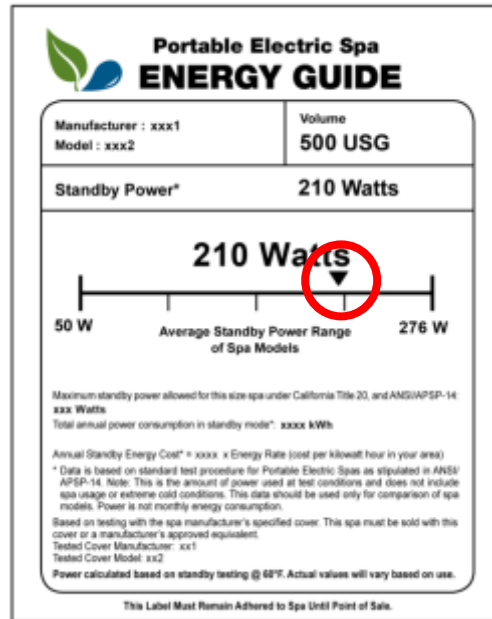 Portable Electric Spa
ENERGY GUIDE
Manufacturer : xxx1
Model : xxx2
Volume
500 USG
Standby Power*
210 Watts
210 Watts
50 W
276 W
Average Standby Power Range
of Spa Models
Maximum standby power allowed for this size spa under California Title 20, and ANSI/APSP-14:
xxx Watts
Total annual power consumption in standby mode*: xxxx kWh
Annual Standby Energy Cost* = xxxx x Energy Rate (cost per kilowatt hour in your area)
* Data is based on standard test procedure for Portable Electric Spas as stipulated in ANSI/
APSP-14. Note: This is the amount of power used at test conditions and does not include
spa usage or extreme cold conditions. This data should be used only for comparison of spa
models. Power is not monthly energy consumption.
Based on testing with the spa manufacturer's specified cover. This spa must be sold with this
cover or a manufacturer's approved equivalent.
Tested Cover Manufacturer: xx1
Tested Cover Model: xx2
Power calculated based on standby testing @ 60°F. Actual values will vary based on use.
This Label Must Remain Adhered to Spa Until Point of Sale.